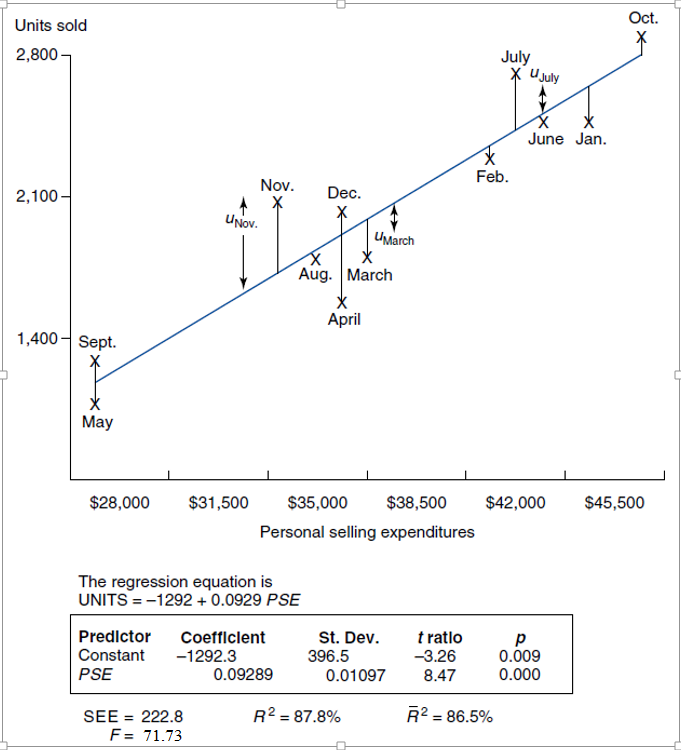 Units sold
Oct.
2,800
July
uJuly
June Jan.
Feb.
2,100
Nov.
Dec.
uNov.
uMarch
Aug. March
April
1,400
Sept.
May
$28,000 $31,500 $35,000 $38,500 $42,000 $45,500
Personal selling expenditures
The regression equation is
UNITS = –1292 + 0.0929 PSE
Predictor Coefficient St. Dev. t ratio p
Constant –1292.3 396.5 –3.26 0.009
PSE 0.09289 0.01097 8.47 0.000
SEE = 222.8 R² = 87.8% R̄² = 86.5%
F = 71.73